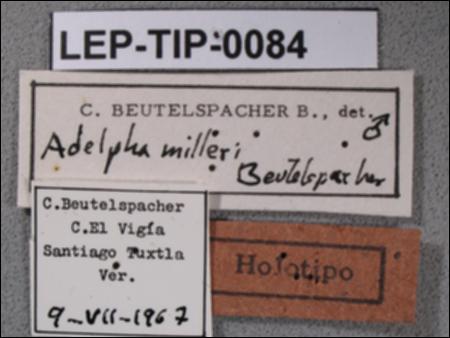 LEP-TIP-0084
C. BEUTELSPACHER B., det. ♂
Adelpha milleri
Beutelspacher
C.Beutelspacher
C.El Vigía
Santiago Tuxtla
Ver.
9-VII-1967
Holotipo